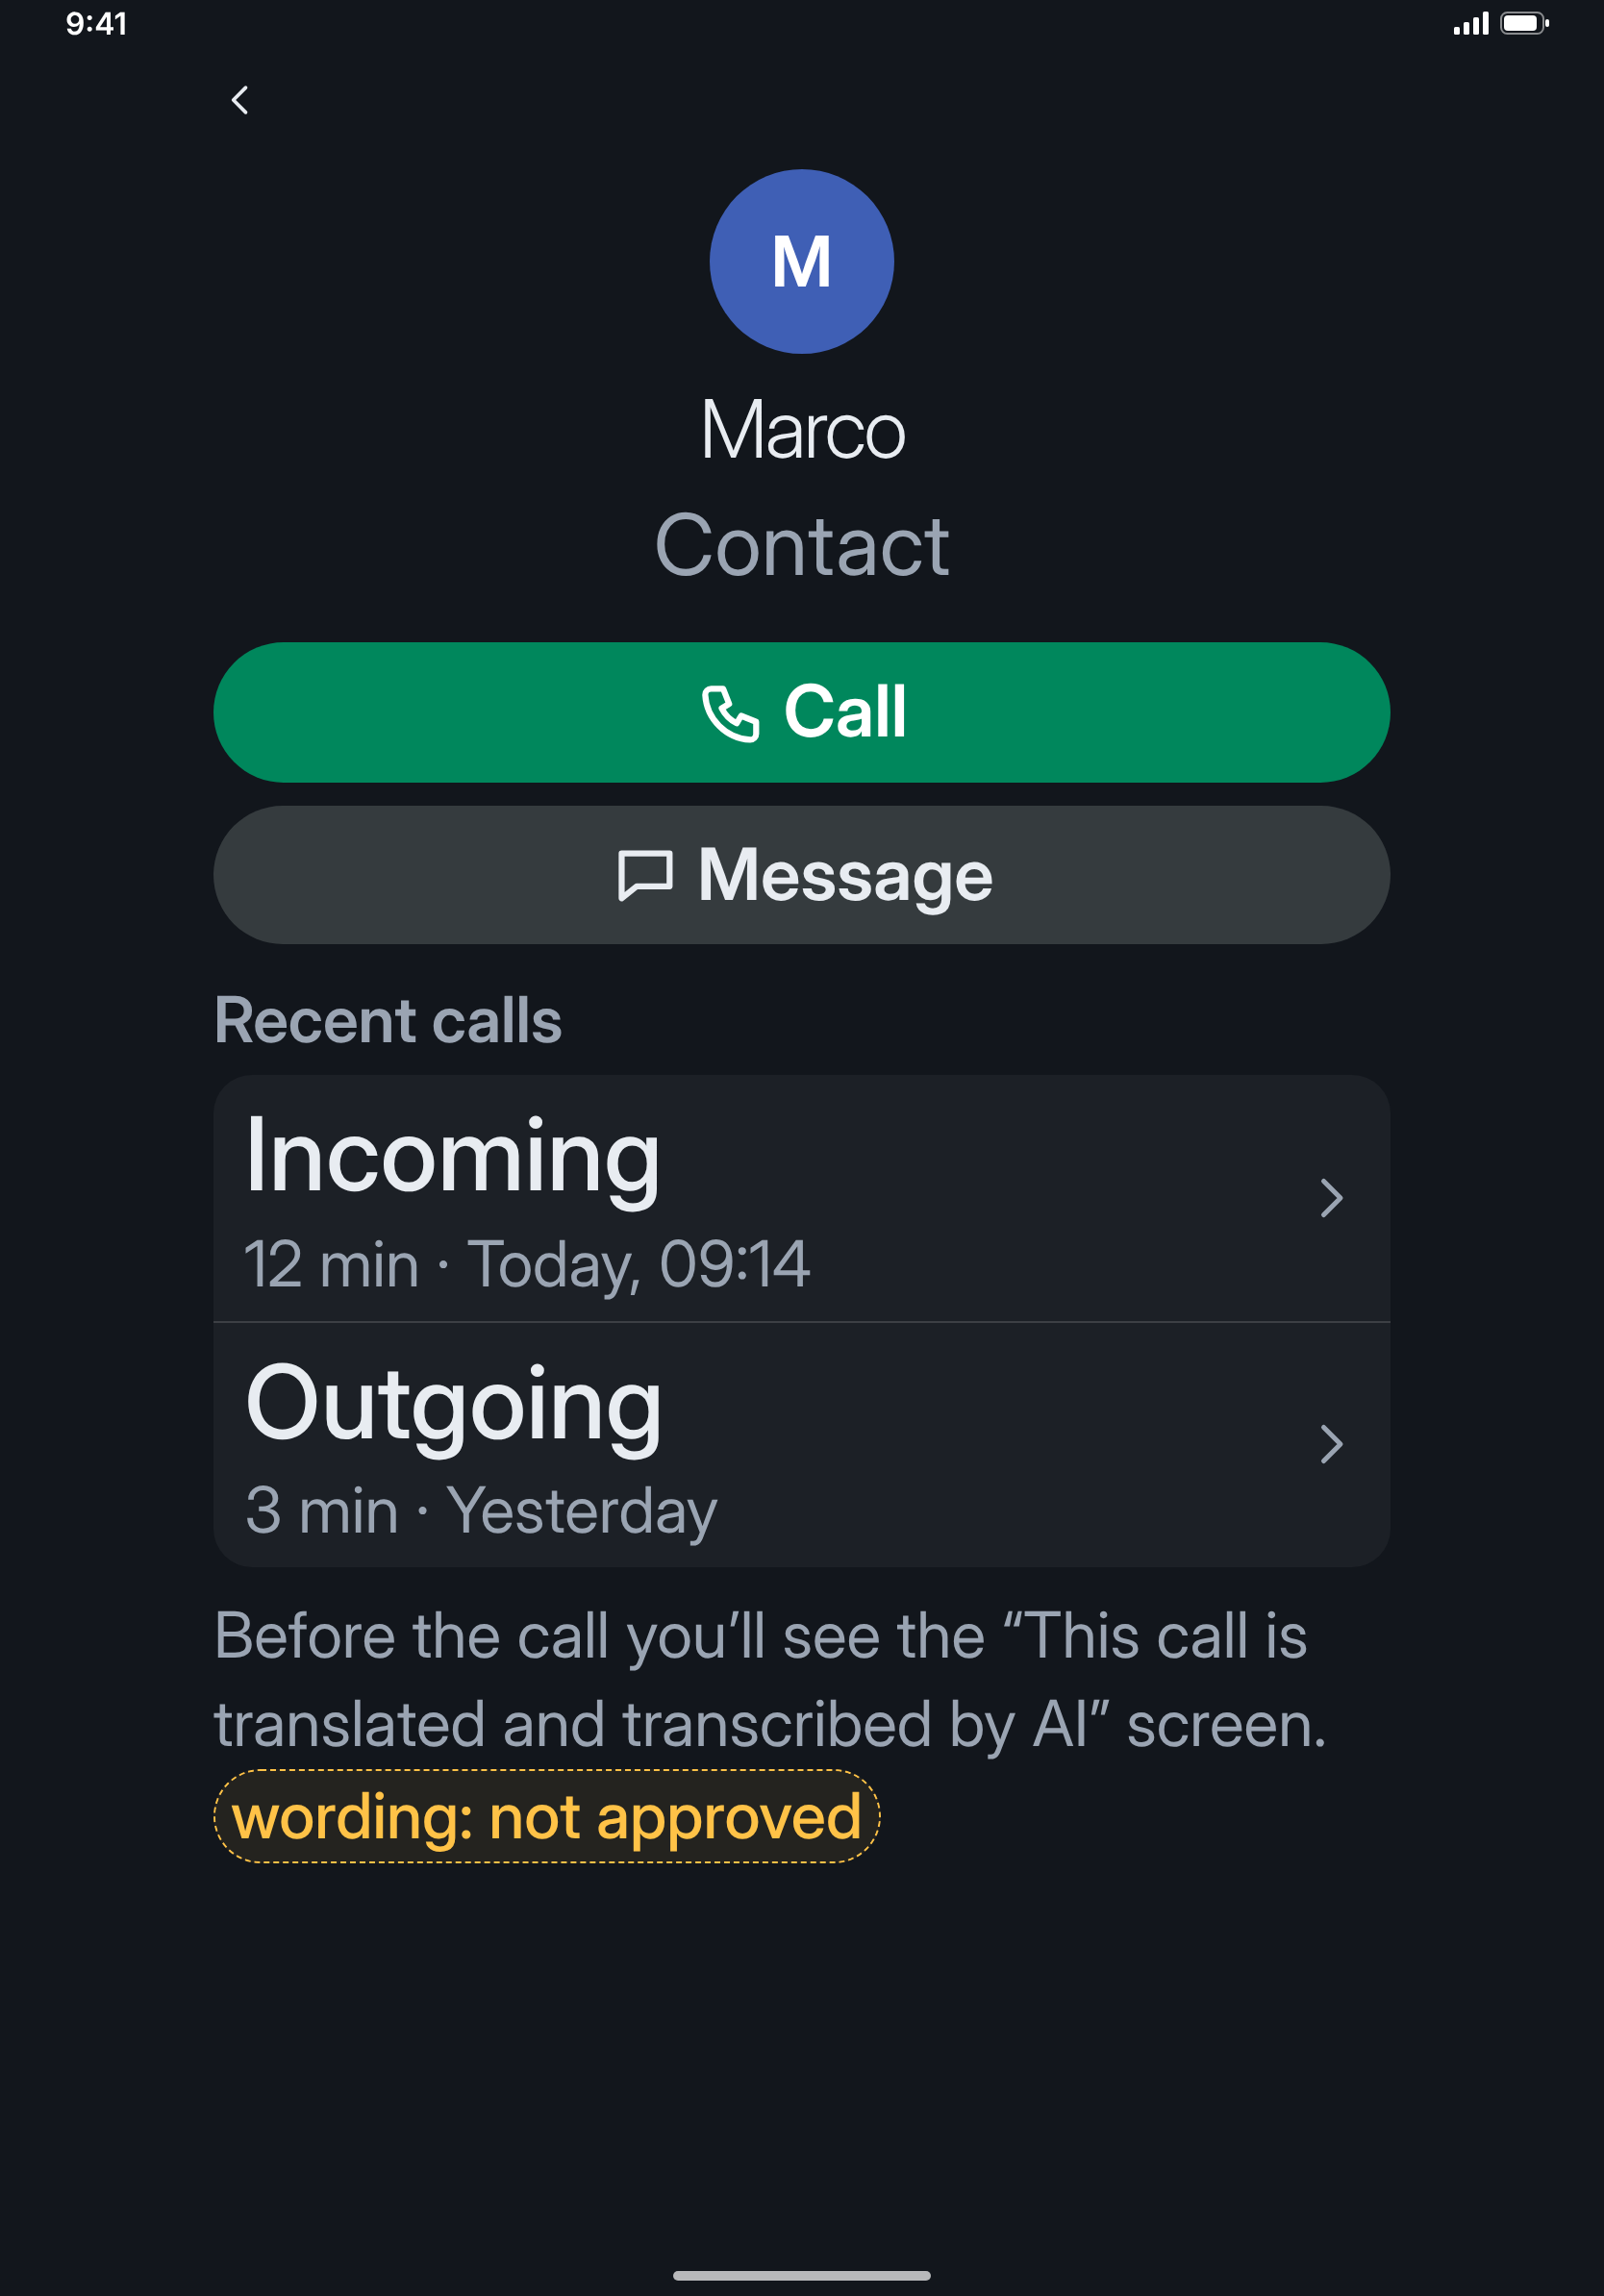 9:41
M
Marco
Contact
Call
Message
Recent calls
Incoming
12 min · Today, 09:14
Outgoing
3 min · Yesterday
Before the call you’ll see the “This call is
translated and transcribed by AI” screen.
wording: not approved